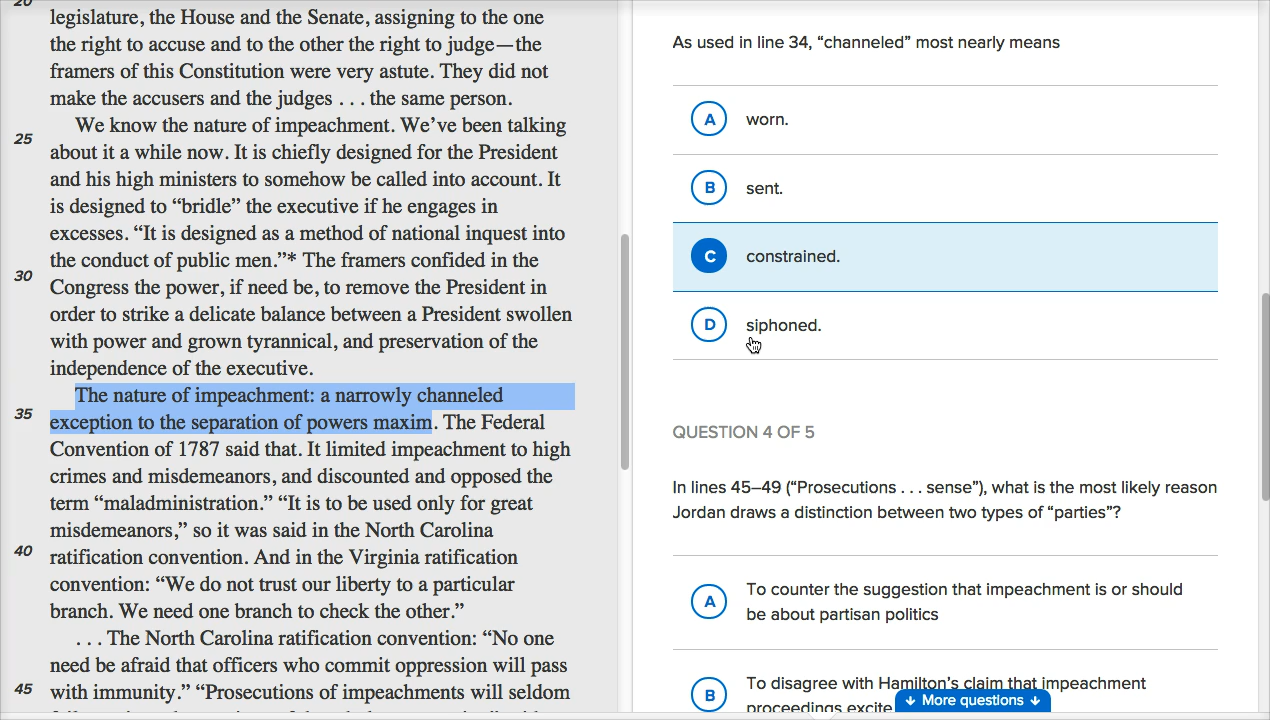 20
legislature, the House and the Senate, assigning to the one
the right to accuse and to the other the right to judge—the
framers of this Constitution were very astute. They did not
make the accusers and the judges . . . the same person.
We know the nature of impeachment. We’ve been talking
25
about it a while now. It is chiefly designed for the President
and his high ministers to somehow be called into account. It
is designed to “bridle” the executive if he engages in
excesses. “It is designed as a method of national inquest into
the conduct of public men.”* The framers confided in the
30
Congress the power, if need be, to remove the President in
order to strike a delicate balance between a President swollen
with power and grown tyrannical, and preservation of the
independence of the executive.
The nature of impeachment: a narrowly channeled
35
exception to the separation of powers maxim. The Federal
Convention of 1787 said that. It limited impeachment to high
crimes and misdemeanors, and discounted and opposed the
term “maladministration.” “It is to be used only for great
misdemeanors,” so it was said in the North Carolina
40
ratification convention. And in the Virginia ratification
convention: “We do not trust our liberty to a particular
branch. We need one branch to check the other.”
. . . The North Carolina ratification convention: “No one
need be afraid that officers who commit oppression will pass
45
with immunity.” “Prosecutions of impeachments will seldom
As used in line 34, “channeled” most nearly means
A worn.
B sent.
C constrained.
D siphoned.
QUESTION 4 OF 5
In lines 45–49 (“Prosecutions . . . sense”), what is the most likely reason
Jordan draws a distinction between two types of “parties”?
A To counter the suggestion that impeachment is or should
be about partisan politics
B To disagree with Hamilton’s claim that impeachment
proceedings excite
↓ More questions ↓